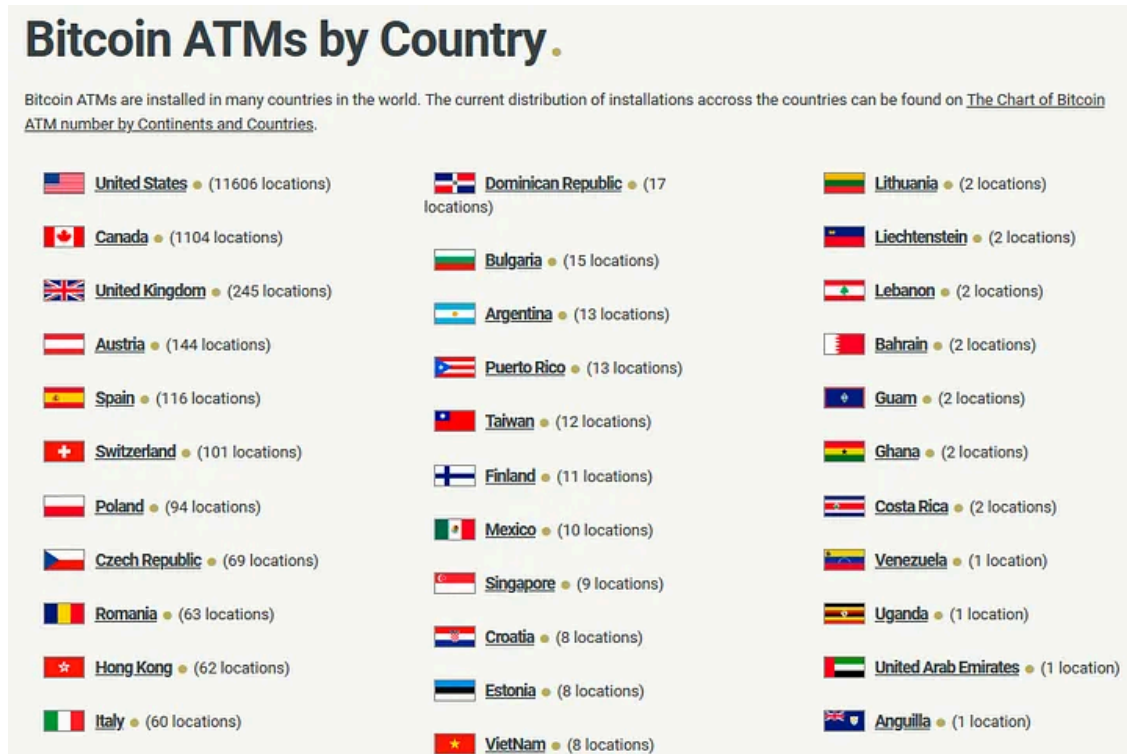 Bitcoin ATMs by Country.
Bitcoin ATMs are installed in many countries in the world. The current distribution of installations accross the countries can be found on The Chart of Bitcoin
ATM number by Continents and Countries.
United States • (11606 locations)
Canada • (1104 locations)
United Kingdom • (245 locations)
Austria • (144 locations)
Spain • (116 locations)
Switzerland • (101 locations)
Poland • (94 locations)
Czech Republic • (69 locations)
Romania • (63 locations)
Hong Kong • (62 locations)
Italy • (60 locations)
Dominican Republic • (17
locations)
Bulgaria • (15 locations)
Argentina • (13 locations)
Puerto Rico • (13 locations)
Taiwan • (12 locations)
Finland • (11 locations)
Mexico • (10 locations)
Singapore • (9 locations)
Croatia • (8 locations)
Estonia • (8 locations)
VietNam • (8 locations)
Lithuania • (2 locations)
Liechtenstein • (2 locations)
Lebanon • (2 locations)
Bahrain • (2 locations)
Guam • (2 locations)
Ghana • (2 locations)
Costa Rica • (2 locations)
Venezuela • (1 location)
Uganda • (1 location)
United Arab Emirates • (1 location)
Anguilla • (1 location)